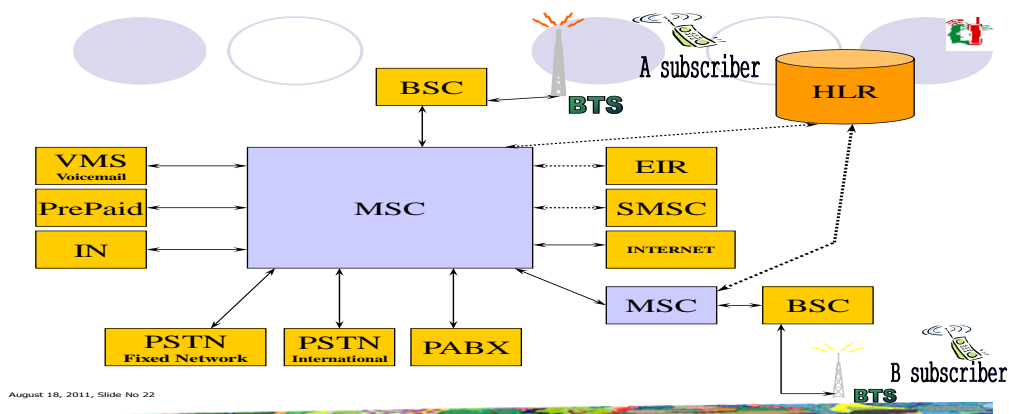 A subscriber
BSC
BTS
HLR
VMS
Voicemail
MSC
EIR
PrePaid
SMSC
IN
INTERNET
MSC
BSC
PSTN
Fixed Network
PSTN
International
PABX
B subscriber
BTS
August 18, 2011, Slide No 22